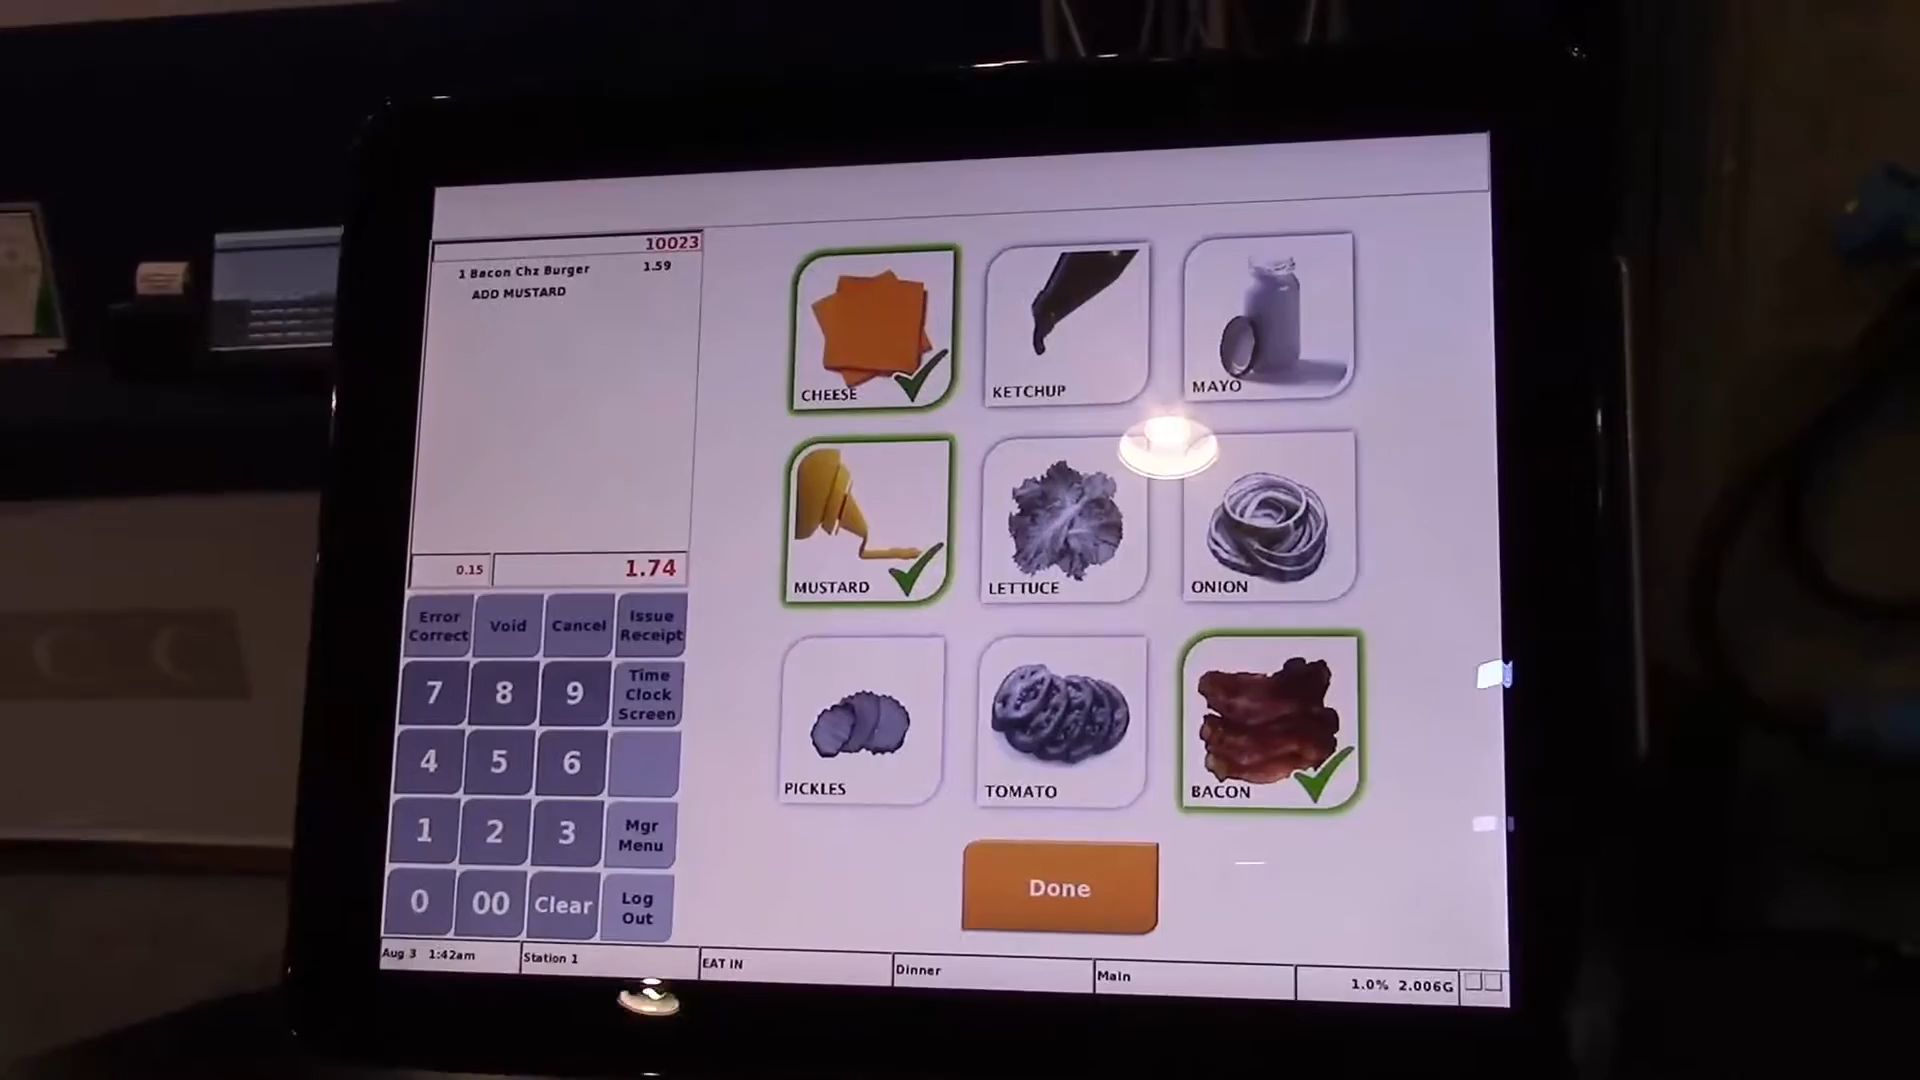 10023
1 Bacon Chz Burger 1.59
ADD MUSTARD
0.15 1.74
CHEESE KETCHUP MAYO
MUSTARD LETTUCE ONION
PICKLES TOMATO BACON
Done
Error Correct Void Cancel Issue Receipt
7 8 9 Time Clock Screen
4 5 6
1 2 3 Mgr Menu
0 00 Clear Log Out
Aug 3 1:42am Station 1 EAT IN Dinner Main 1.0% 2.006G